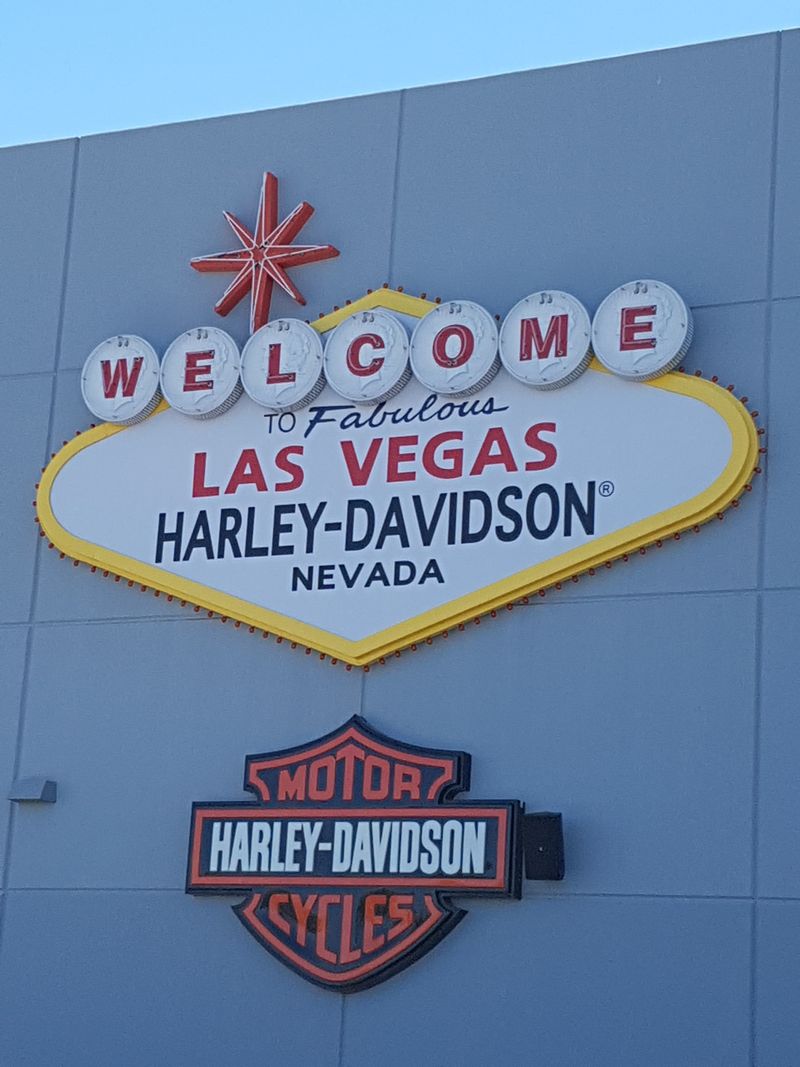 WELCOME
TO Fabulous
LAS VEGAS
HARLEY-DAVIDSON®
NEVADA
MOTOR
HARLEY-DAVIDSON
CYCLES